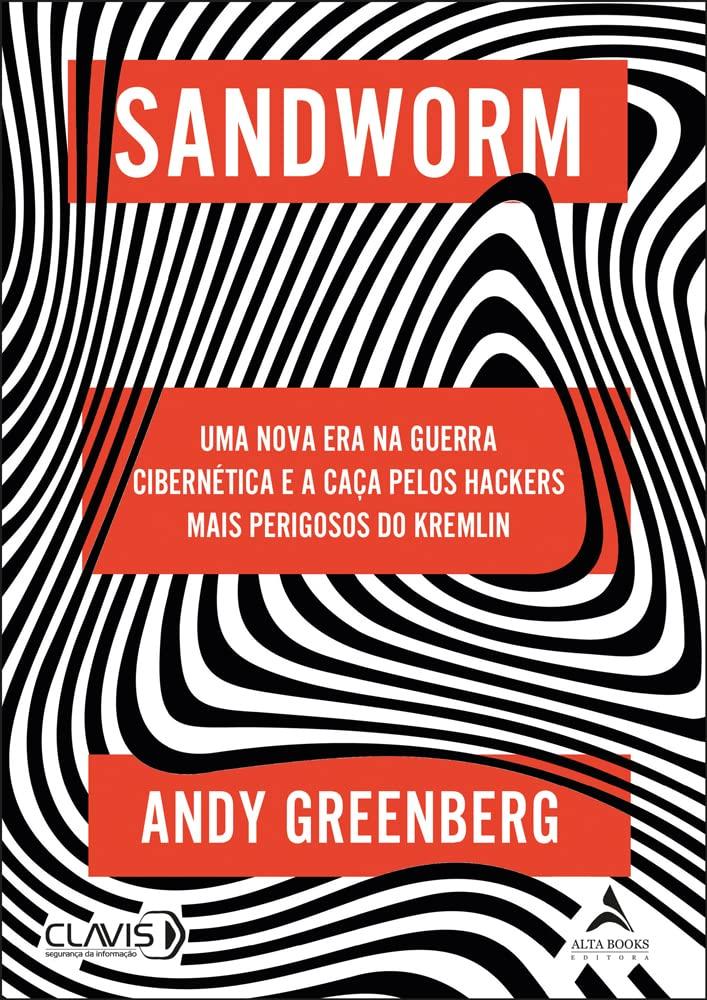 SANDWORM
UMA NOVA ERA NA GUERRA
CIBERNÉTICA E A CAÇA PELOS HACKERS
MAIS PERIGOSOS DO KREMLIN
ANDY GREENBERG
CLAVIS
segurança da informação
ALTA BOOKS
EDITORA